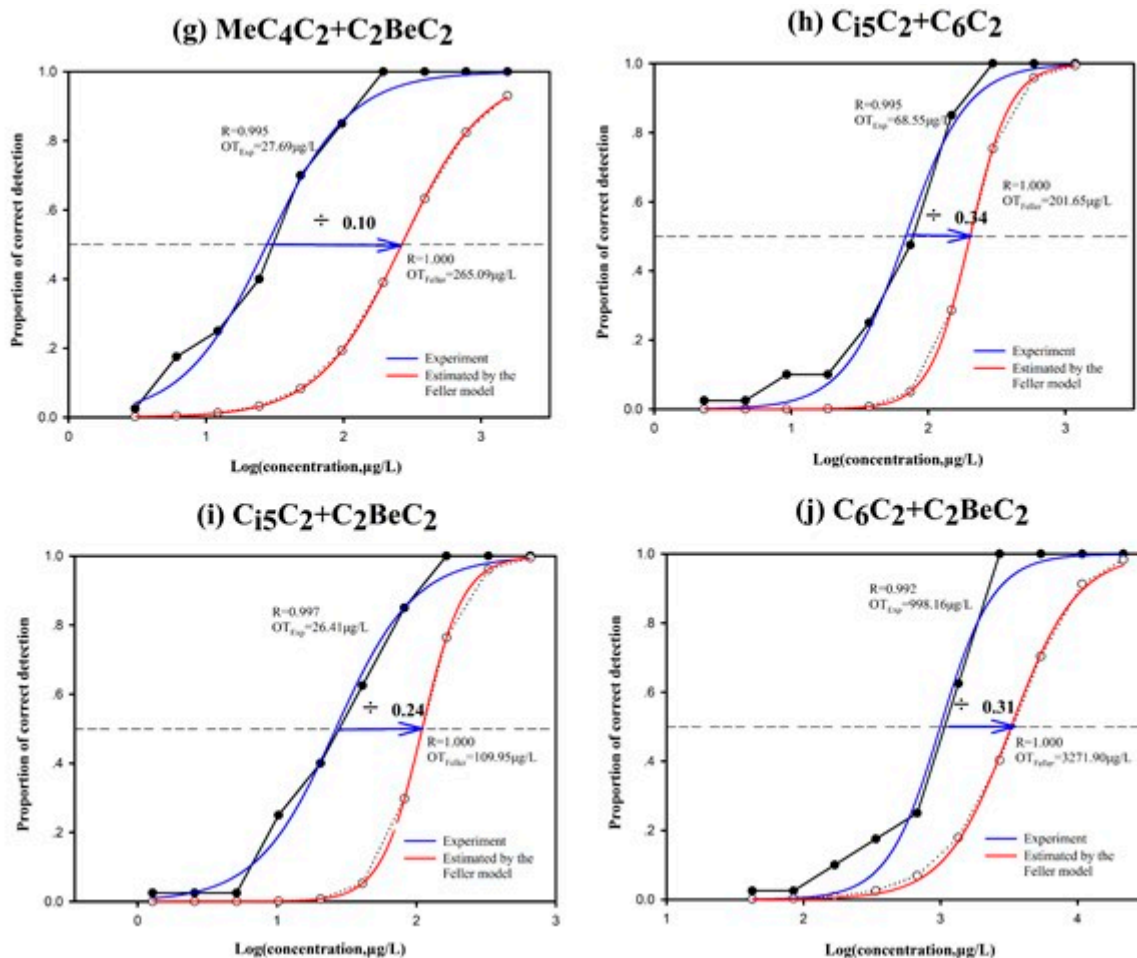 (g) MeC4C2+C2BeC2
1.0
.8
.6
.4
.2
0.0
Proportion of correct detection
R=0.995
OTExp=27.69µg/L
÷ 0.10
R=1.000
OTFeller=265.09µg/L
Experiment
Estimated by the
Feller model
0 1 2 3
Log(concentration,µg/L)
(h) Ci5C2+C6C2
1.0
.8
.6
.4
.2
0.0
Proportion of correct detection
R=0.995
OTExp=68.55µg/L
R=1.000
OTFeller=201.65µg/L
÷ 0.34
Experiment
Estimated by the
Feller model
0 1 2 3
Log(concentration,µg/L)
(i) Ci5C2+C2BeC2
1.0
.8
.6
.4
.2
0.0
Proportion of correct detection
R=0.997
OTExp=26.41µg/L
÷ 0.24
R=1.000
OTFeller=109.95µg/L
Experiment
Estimated by the
Feller model
0 1 2 3
Log(concentration,µg/L)
(j) C6C2+C2BeC2
1.0
.8
.6
.4
.2
0.0
Proportion of correct detection
R=0.992
OTExp=998.16µg/L
÷ 0.31
R=1.000
OTFeller=3271.90µg/L
Experiment
Estimated by the
Feller model
1 2 3 4
Log(concentration,µg/L)